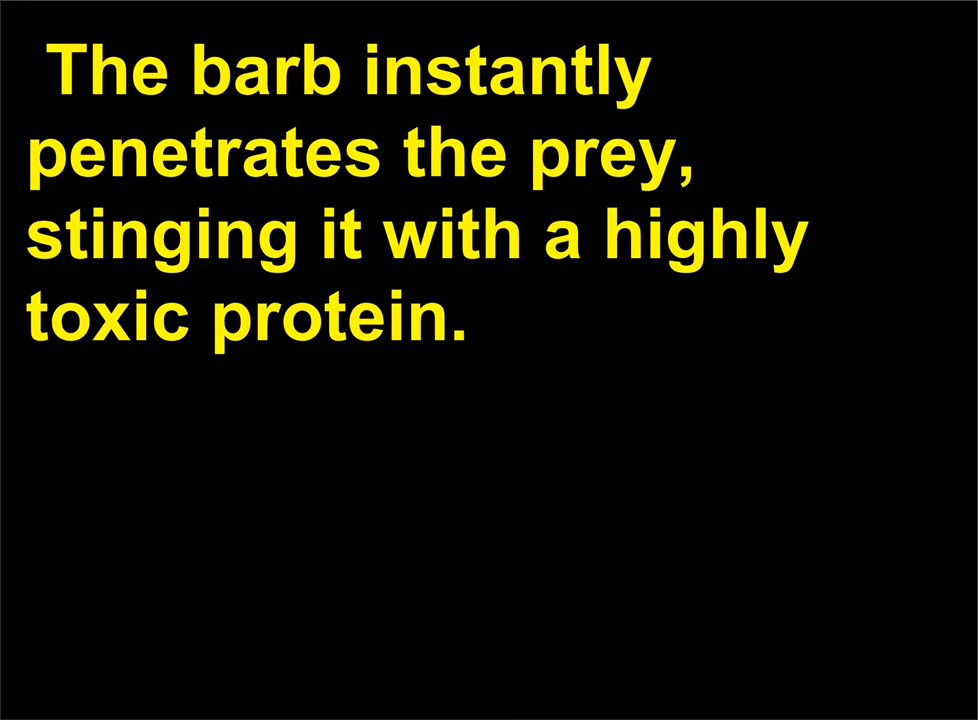 The barb instantly
penetrates the prey,
stinging it with a highly
toxic protein.